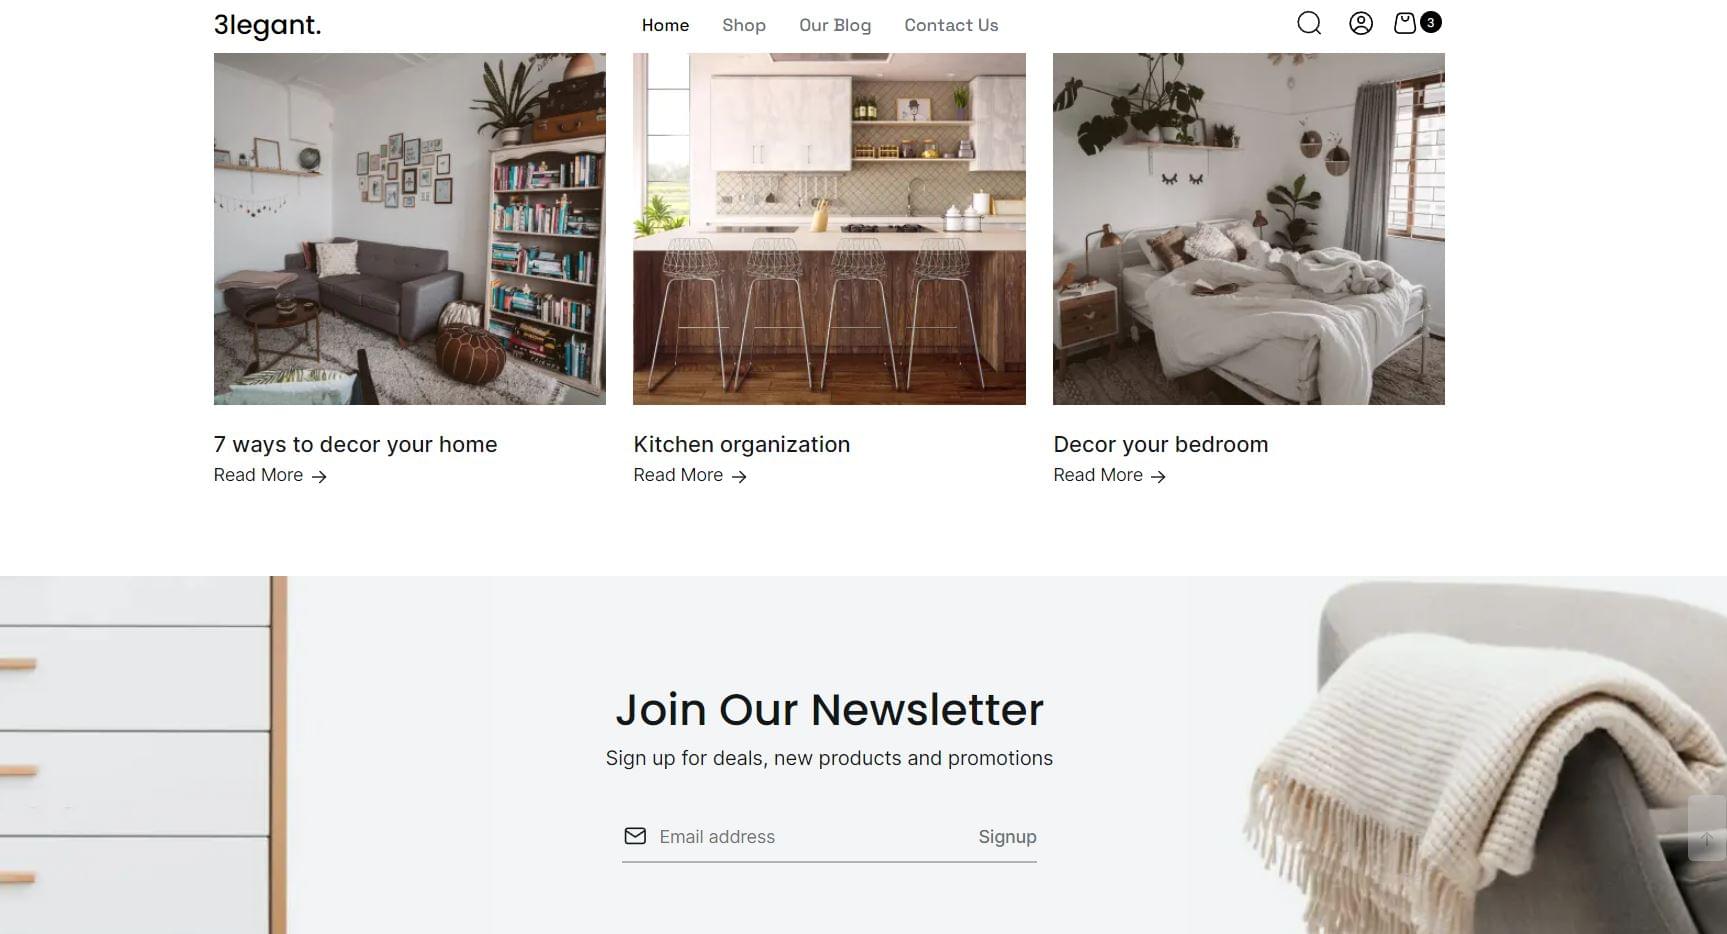 3legant.
Home Shop Our Blog Contact Us
3
7 ways to decor your home
Read More →
Kitchen organization
Read More →
Decor your bedroom
Read More →
Join Our Newsletter
Sign up for deals, new products and promotions
Email address
Signup